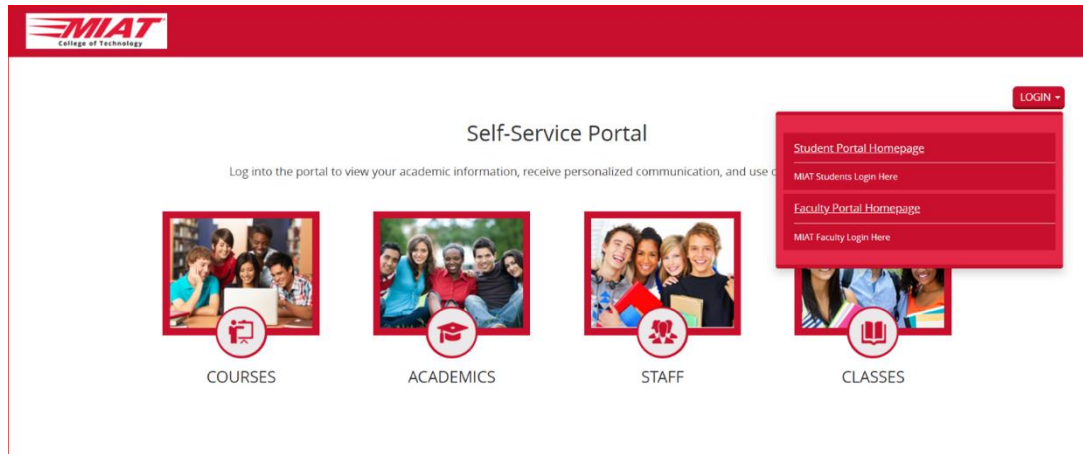 MIAT
College of Technology
LOGIN
Self-Service Portal
Log into the portal to view your academic information, receive personalized communication, and use
Student Portal Homepage
MIAT Students Login Here
Faculty Portal Homepage
MIAT Faculty Login Here
COURSES
ACADEMICS
STAFF
CLASSES